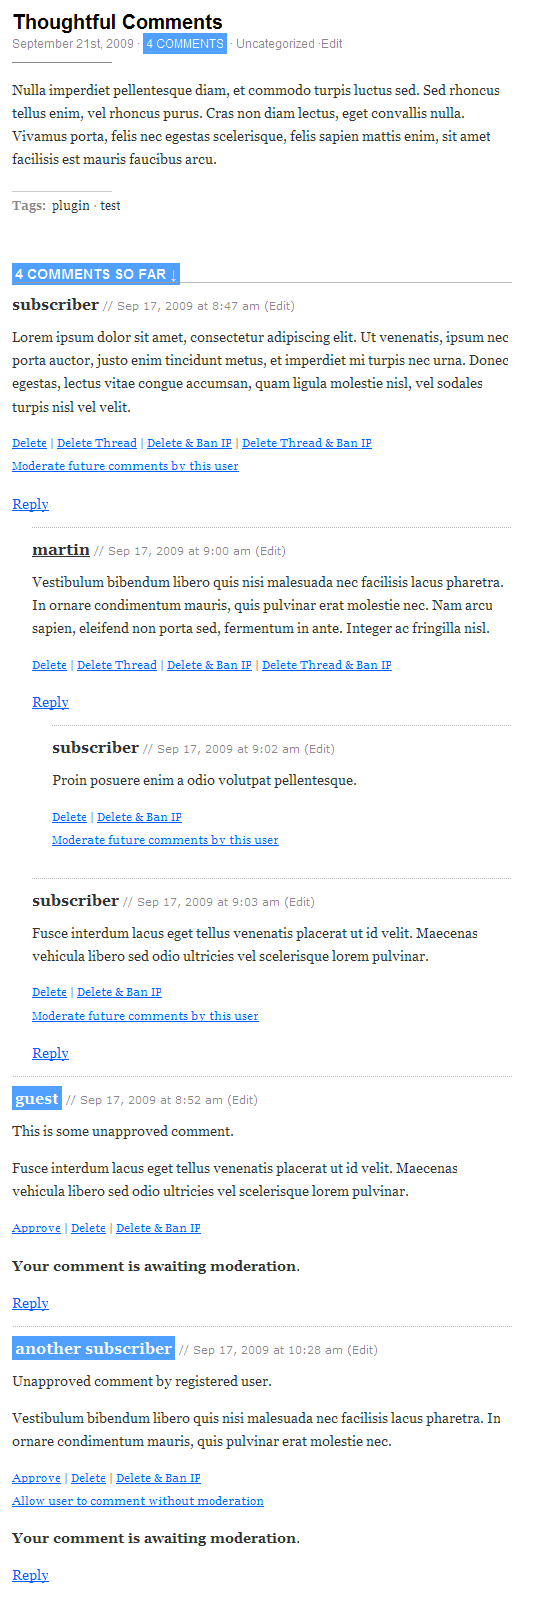 Thoughtful Comments
September 21st, 2009 · 4 COMMENTS · Uncategorized ·Edit
Nulla imperdiet pellentesque diam, et commodo turpis luctus sed. Sed rhoncus
tellus enim, vel rhoncus purus. Cras non diam lectus, eget convallis nulla.
Vivamus porta, felis nec egestas scelerisque, felis sapien mattis enim, sit amet
facilisis est mauris faucibus arcu.
Tags: plugin · test
4 COMMENTS SO FAR ↓
subscriber // Sep 17, 2009 at 8:47 am (Edit)
Lorem ipsum dolor sit amet, consectetur adipiscing elit. Ut venenatis, ipsum nec
porta auctor, justo enim tincidunt metus, et imperdiet mi turpis nec urna. Donec
egestas, lectus vitae congue accumsan, quam ligula molestie nisl, vel sodales
turpis nisl vel velit.
Delete | Delete Thread | Delete & Ban IP | Delete Thread & Ban IP
Moderate future comments by this user
Reply
martin // Sep 17, 2009 at 9:00 am (Edit)
Vestibulum bibendum libero quis nisi malesuada nec facilisis lacus pharetra.
In ornare condimentum mauris, quis pulvinar erat molestie nec. Nam arcu
sapien, eleifend non porta sed, fermentum in ante. Integer ac fringilla nisl.
Delete | Delete Thread | Delete & Ban IP | Delete Thread & Ban IP
Reply
subscriber // Sep 17, 2009 at 9:02 am (Edit)
Proin posuere enim a odio volutpat pellentesque.
Delete | Delete & Ban IP
Moderate future comments by this user
subscriber // Sep 17, 2009 at 9:03 am (Edit)
Fusce interdum lacus eget tellus venenatis placerat ut id velit. Maecenas
vehicula libero sed odio ultricies vel scelerisque lorem pulvinar.
Delete | Delete & Ban IP
Moderate future comments by this user
Reply
guest // Sep 17, 2009 at 8:52 am (Edit)
This is some unapproved comment.
Fusce interdum lacus eget tellus venenatis placerat ut id velit. Maecenas
vehicula libero sed odio ultricies vel scelerisque lorem pulvinar.
Approve | Delete | Delete & Ban IP
Your comment is awaiting moderation.
Reply
another subscriber // Sep 17, 2009 at 10:28 am (Edit)
Unapproved comment by registered user.
Vestibulum bibendum libero quis nisi malesuada nec facilisis lacus pharetra. In
ornare condimentum mauris, quis pulvinar erat molestie nec.
Approve | Delete | Delete & Ban IP
Allow user to comment without moderation
Your comment is awaiting moderation.
Reply